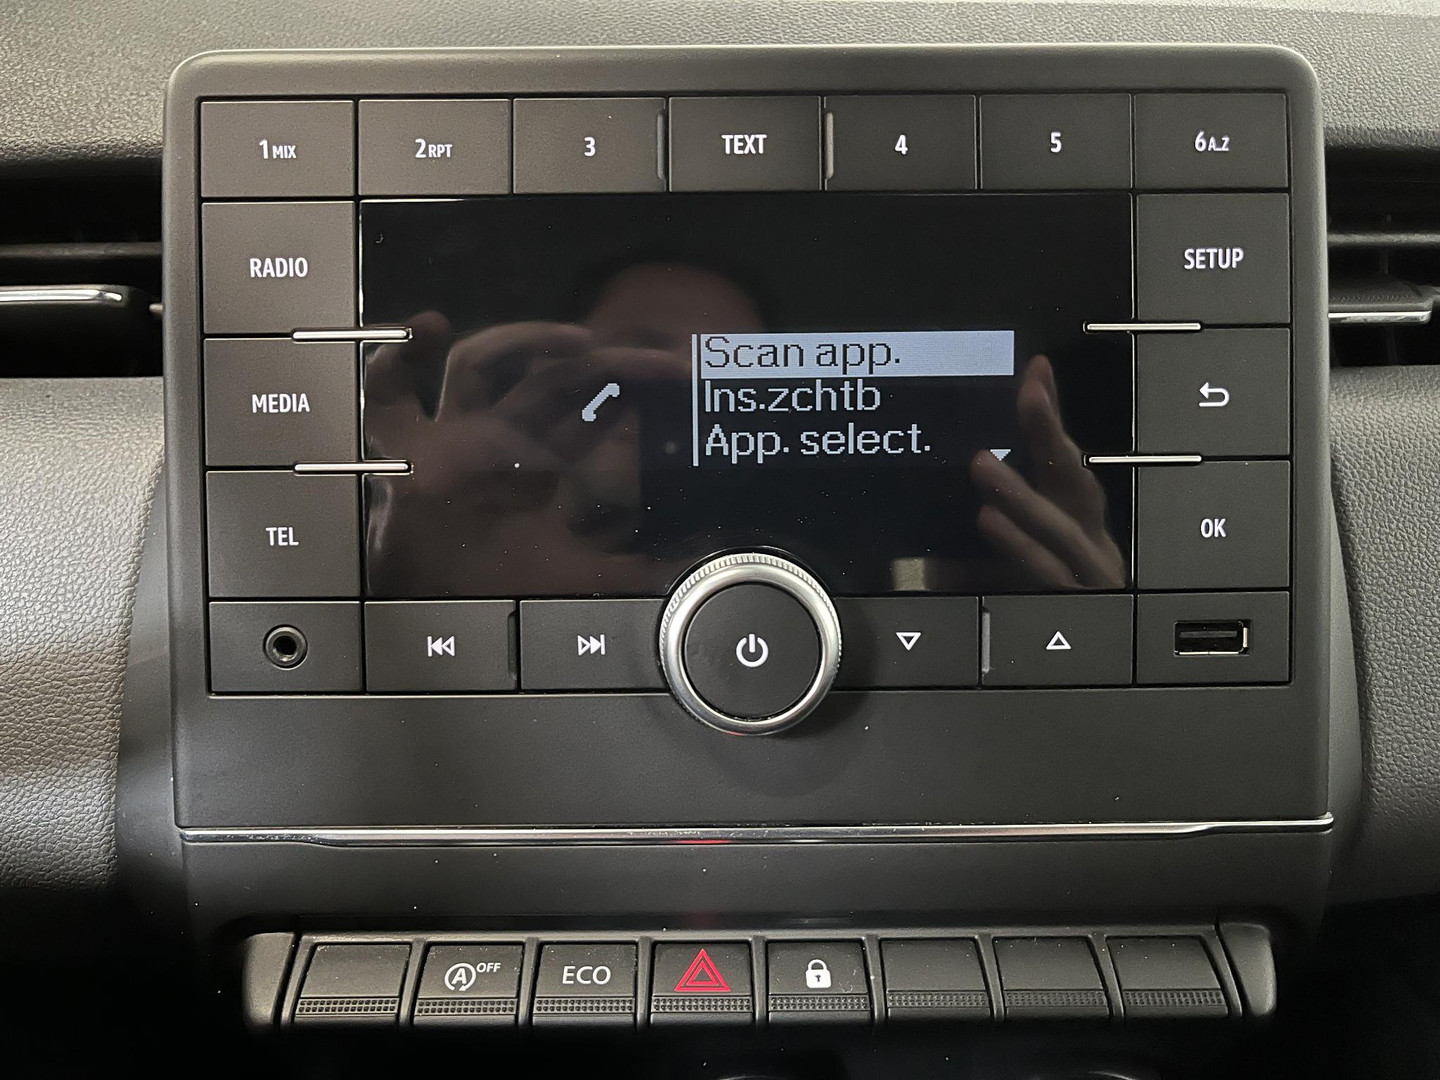 1MIX 2RPT 3 TEXT 4 5 6A..Z
RADIO SETUP
Scan app.
MEDIA Ins.zchtb
App. select.
TEL OK
A OFF ECO